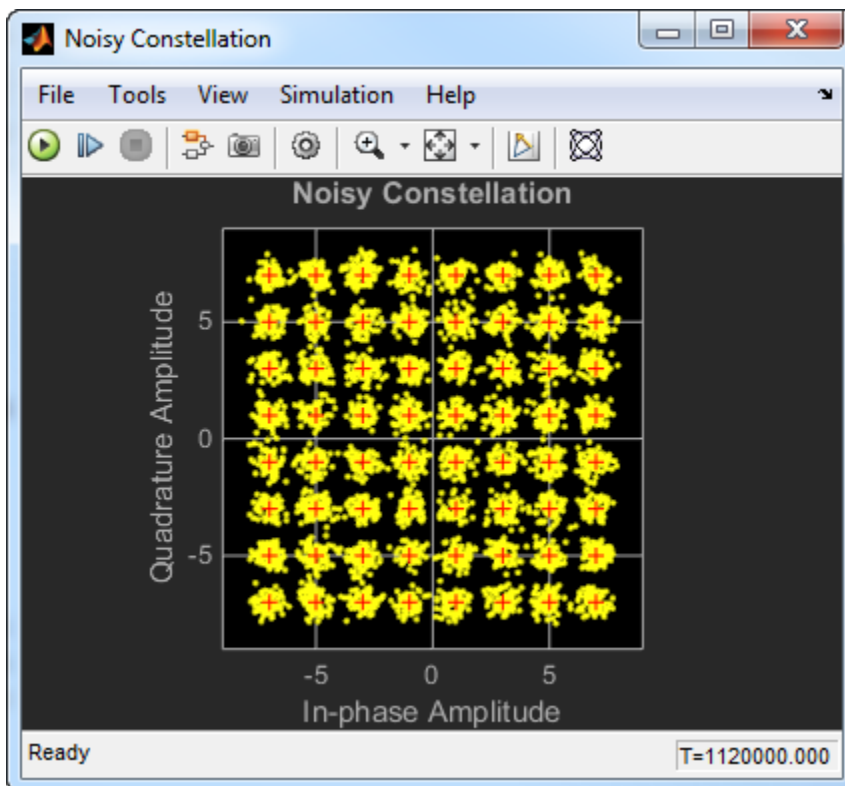 Noisy Constellation
File Tools View Simulation Help
Noisy Constellation
Quadrature Amplitude
5
0
-5
-5 0 5
In-phase Amplitude
Ready T=1120000.000